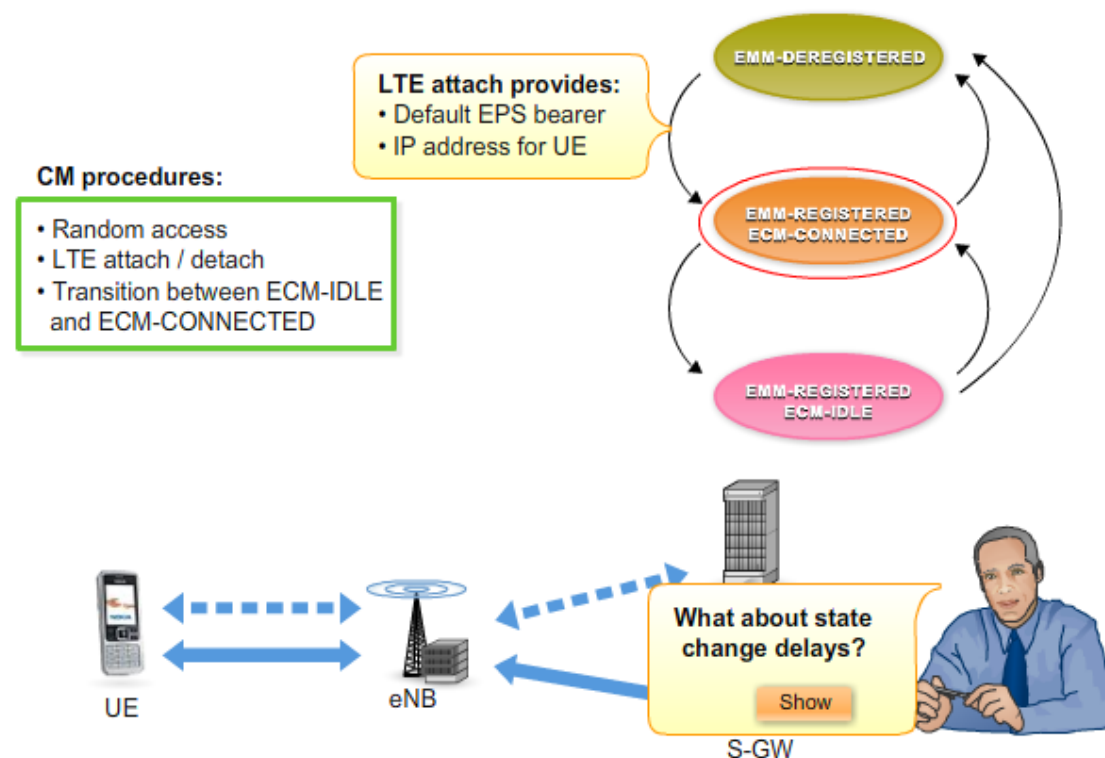 EMM-DEREGISTERED
LTE attach provides:
• Default EPS bearer
• IP address for UE
CM procedures:
• Random access
• LTE attach / detach
• Transition between ECM-IDLE
and ECM-CONNECTED
EMM-REGISTERED
ECM-CONNECTED
EMM-REGISTERED
ECM-IDLE
What about state
change delays?
Show
NOKIA
UE
eNB
S-GW